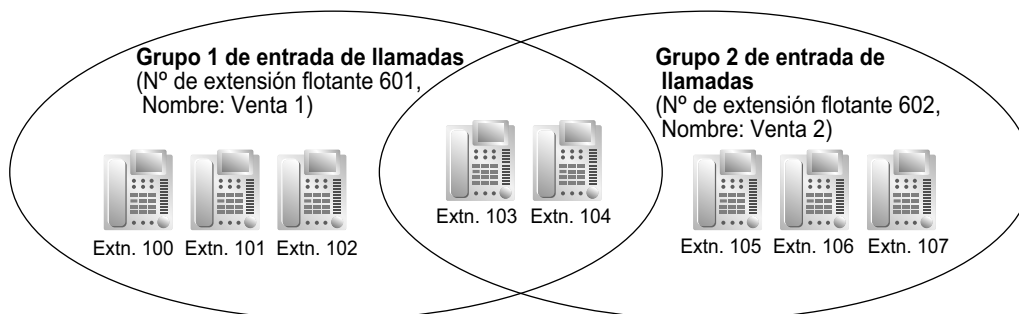 Grupo 1 de entrada de llamadas
(Nº de extensión flotante 601,
Nombre: Venta 1)
Extn. 100 Extn. 101 Extn. 102
Extn. 103 Extn. 104
Grupo 2 de entrada de
llamadas
(Nº de extensión flotante 602,
Nombre: Venta 2)
Extn. 105 Extn. 106 Extn. 107